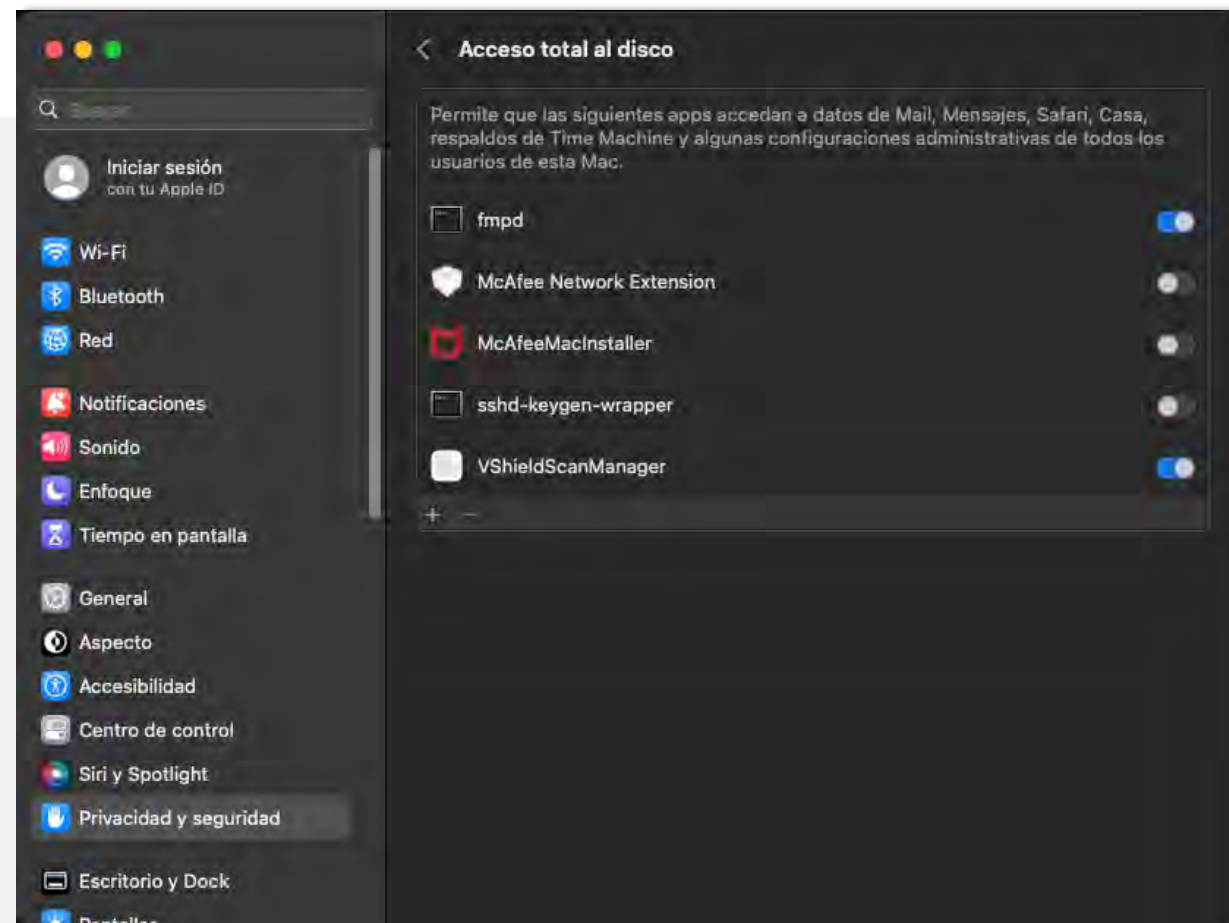 Acceso total al disco
Buscar
Permite que las siguientes apps accedan a datos de Mail, Mensajes, Safari, Casa,
respaldos de Time Machine y algunas configuraciones administrativas de todos los
usuarios de esta Mac.
Iniciar sesión
con tu Apple ID
Wi-Fi
Bluetooth
Red
Notificaciones
Sonido
Enfoque
Tiempo en pantalla
General
Aspecto
Accesibilidad
Centro de control
Siri y Spotlight
Privacidad y seguridad
Escritorio y Dock
Pantallas
fmpd
McAfee Network Extension
McAfeeMacInstaller
sshd-keygen-wrapper
VShieldScanManager
+ −